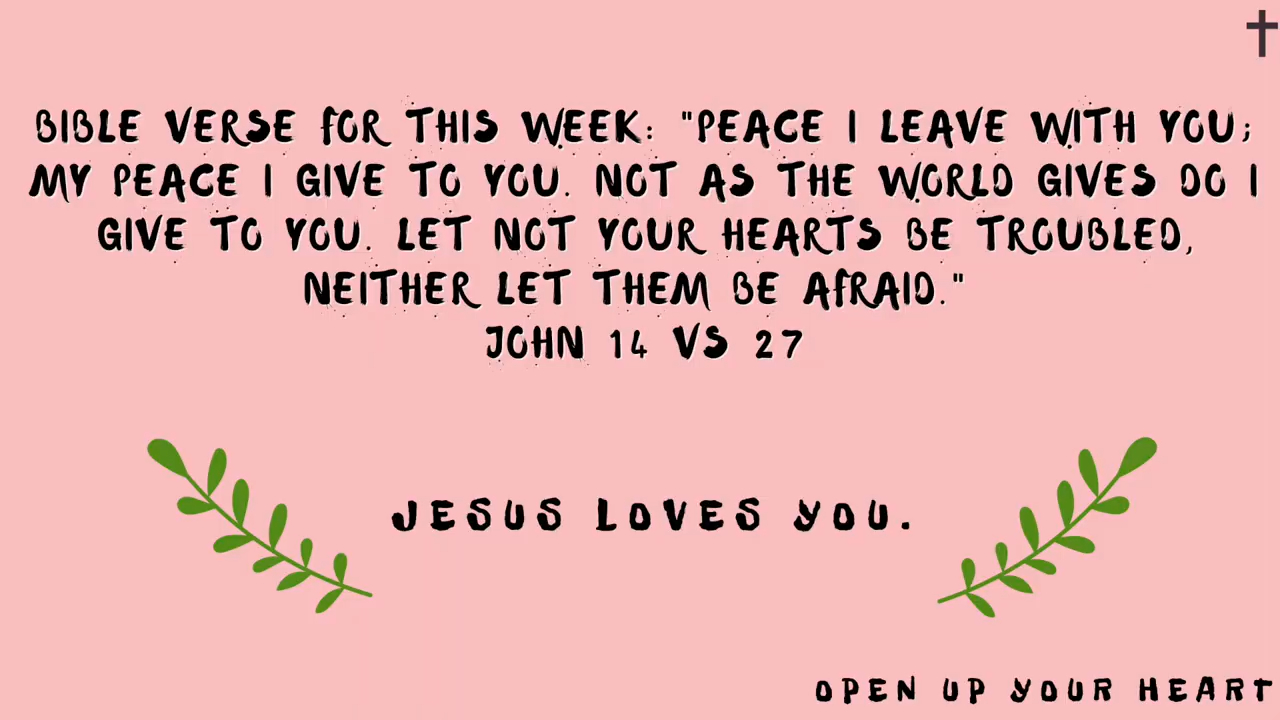 BIBLE VERSE FOR THIS WEEK: "PEACE I LEAVE WITH YOU;
MY PEACE I GIVE TO YOU. NOT AS THE WORLD GIVES DO I
GIVE TO YOU. LET NOT YOUR HEARTS BE TROUBLED,
NEITHER LET THEM BE AFRAID."
JOHN 14 VS 27
JESUS LOVES YOU.
OPEN UP YOUR HEART